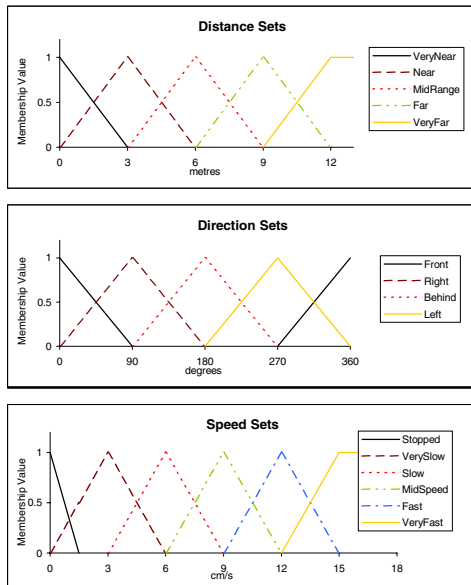 Distance Sets
Membership Value
1
0.5
0
0 3 6 9 12
metres
VeryNear
Near
MidRange
Far
VeryFar
Direction Sets
Membership Value
1
0.5
0
0 90 180 270 360
degrees
Front
Right
Behind
Left
Speed Sets
Membership Value
1
0.5
0
0 3 6 9 12 15 18
cm/s
Stopped
VerySlow
Slow
MidSpeed
Fast
VeryFast